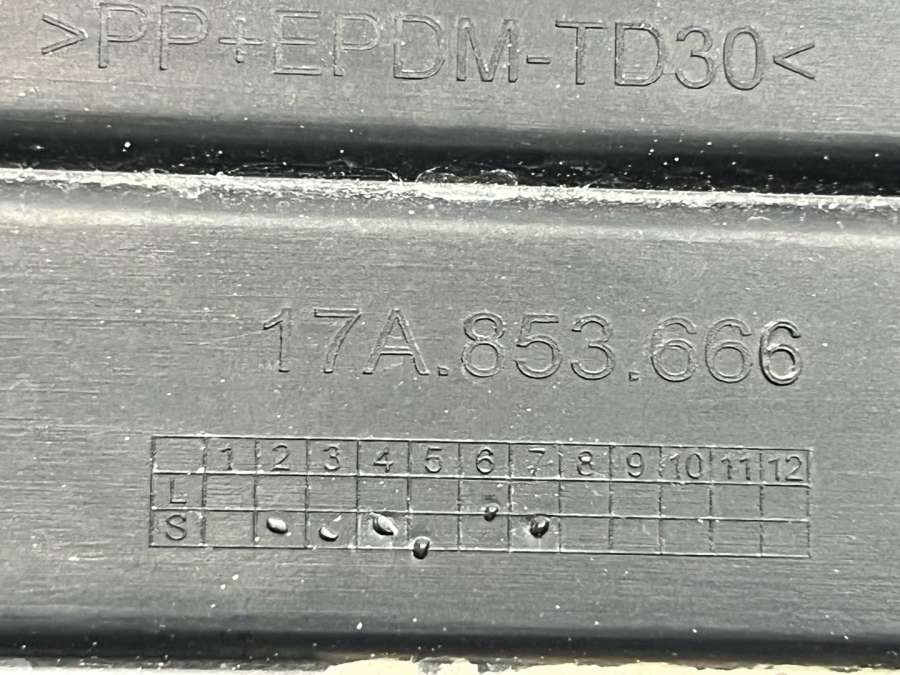 >PP+EPDM-TD30<
17A.853.666
1 2 3 4 5 6 7 8 9 10 11 12
L
S